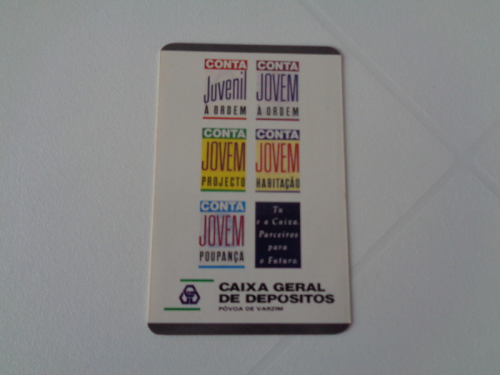 CONTA
Juvenil
À ORDEM
CONTA
JOVEM
À ORDEM
CONTA
JOVEM
PROJECTO
CONTA
JOVEM
HABITAÇÃO
CONTA
JOVEM
POUPANÇA
Tu
e a Caixa.
Parceiros
para
o Futuro.
CAIXA GERAL
DE DEPOSITOS
PÓVOA DE VARZIM